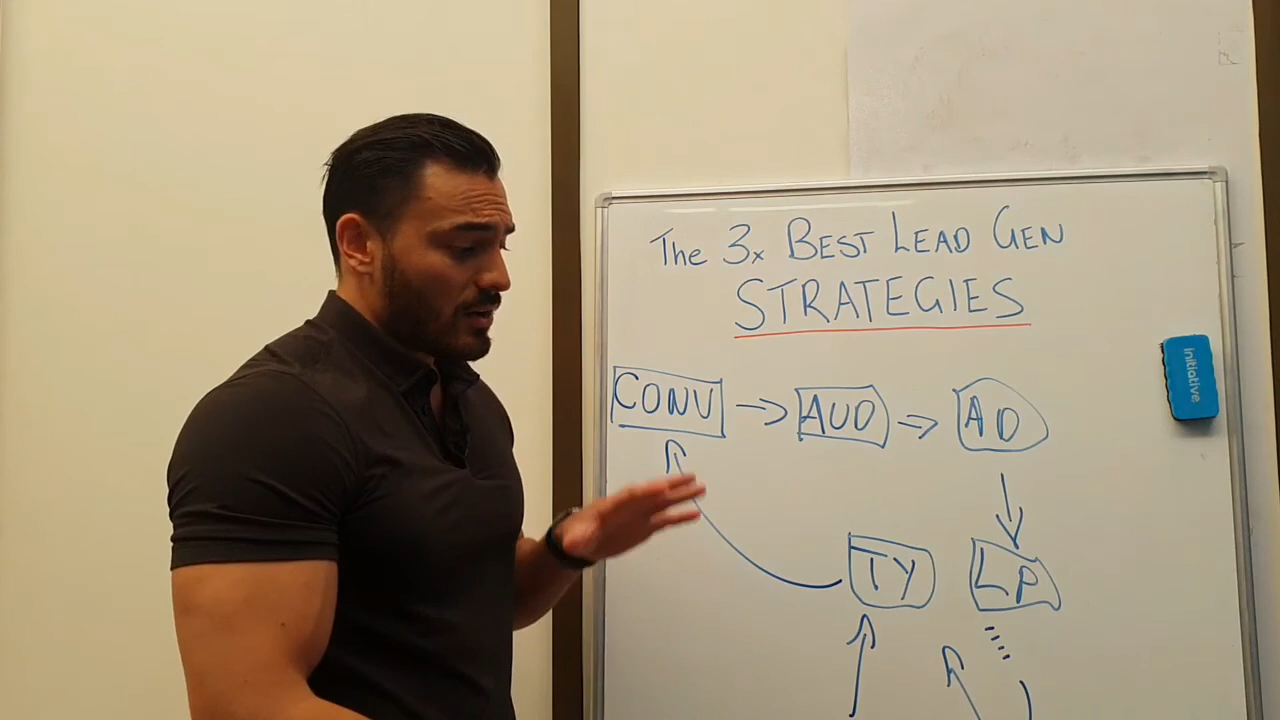 The 3x BEST LEAD GEN
STRATEGIES
CONV → AUD → AD
TY LP
initiative